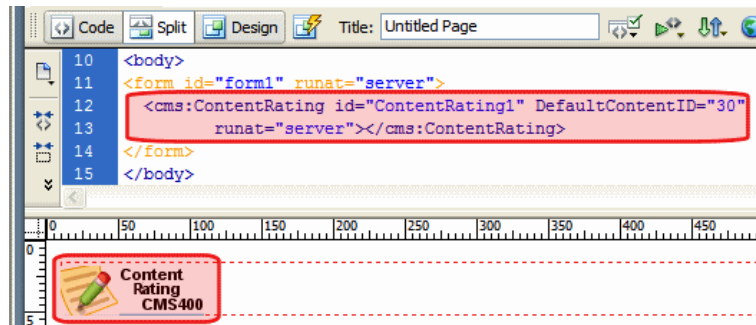 Code Split Design Title: Untitled Page
10 <body>
11 <form id="form1" runat="server">
12 <cms:ContentRating id="ContentRating1" DefaultContentID="30"
13 runat="server"></cms:ContentRating>
14 </form>
15 </body>
0 50 100 150 200 250 300 350 400 450
0
Content
Rating
CMS400
5